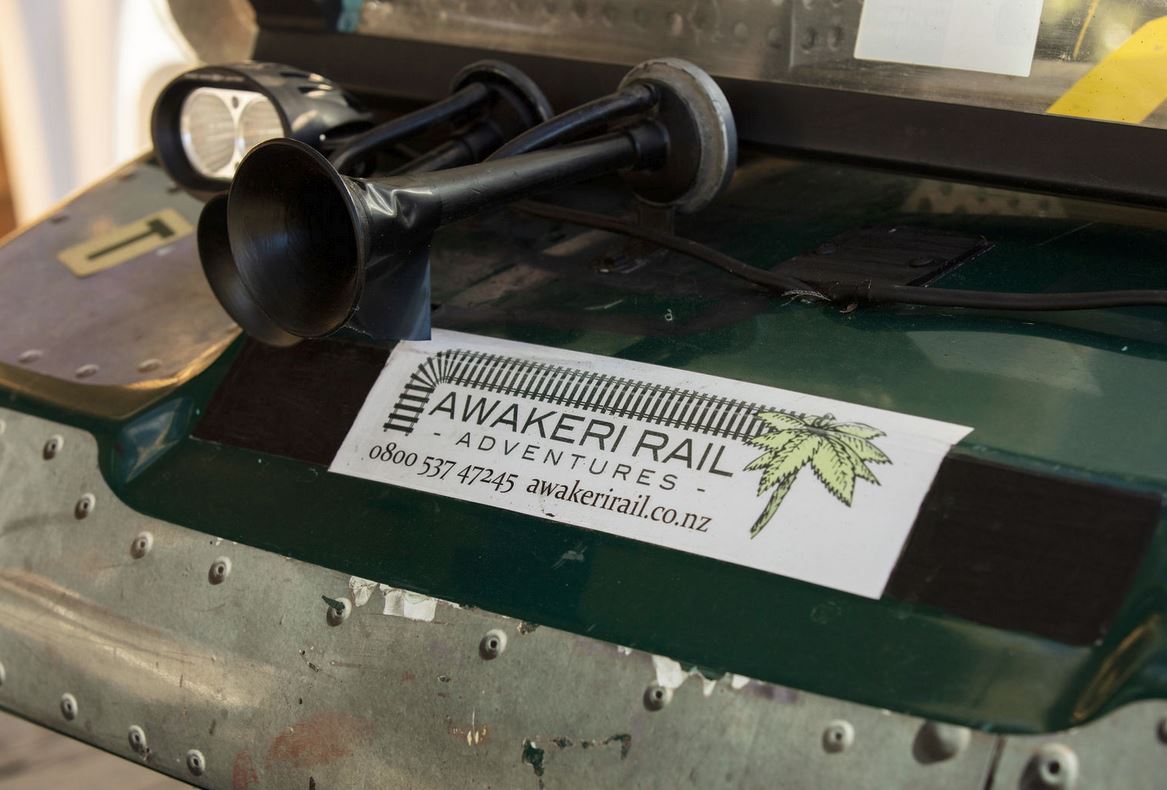 T
AWAKERI RAIL
- ADVENTURES -
0800 537 47245 awakerirail.co.nz